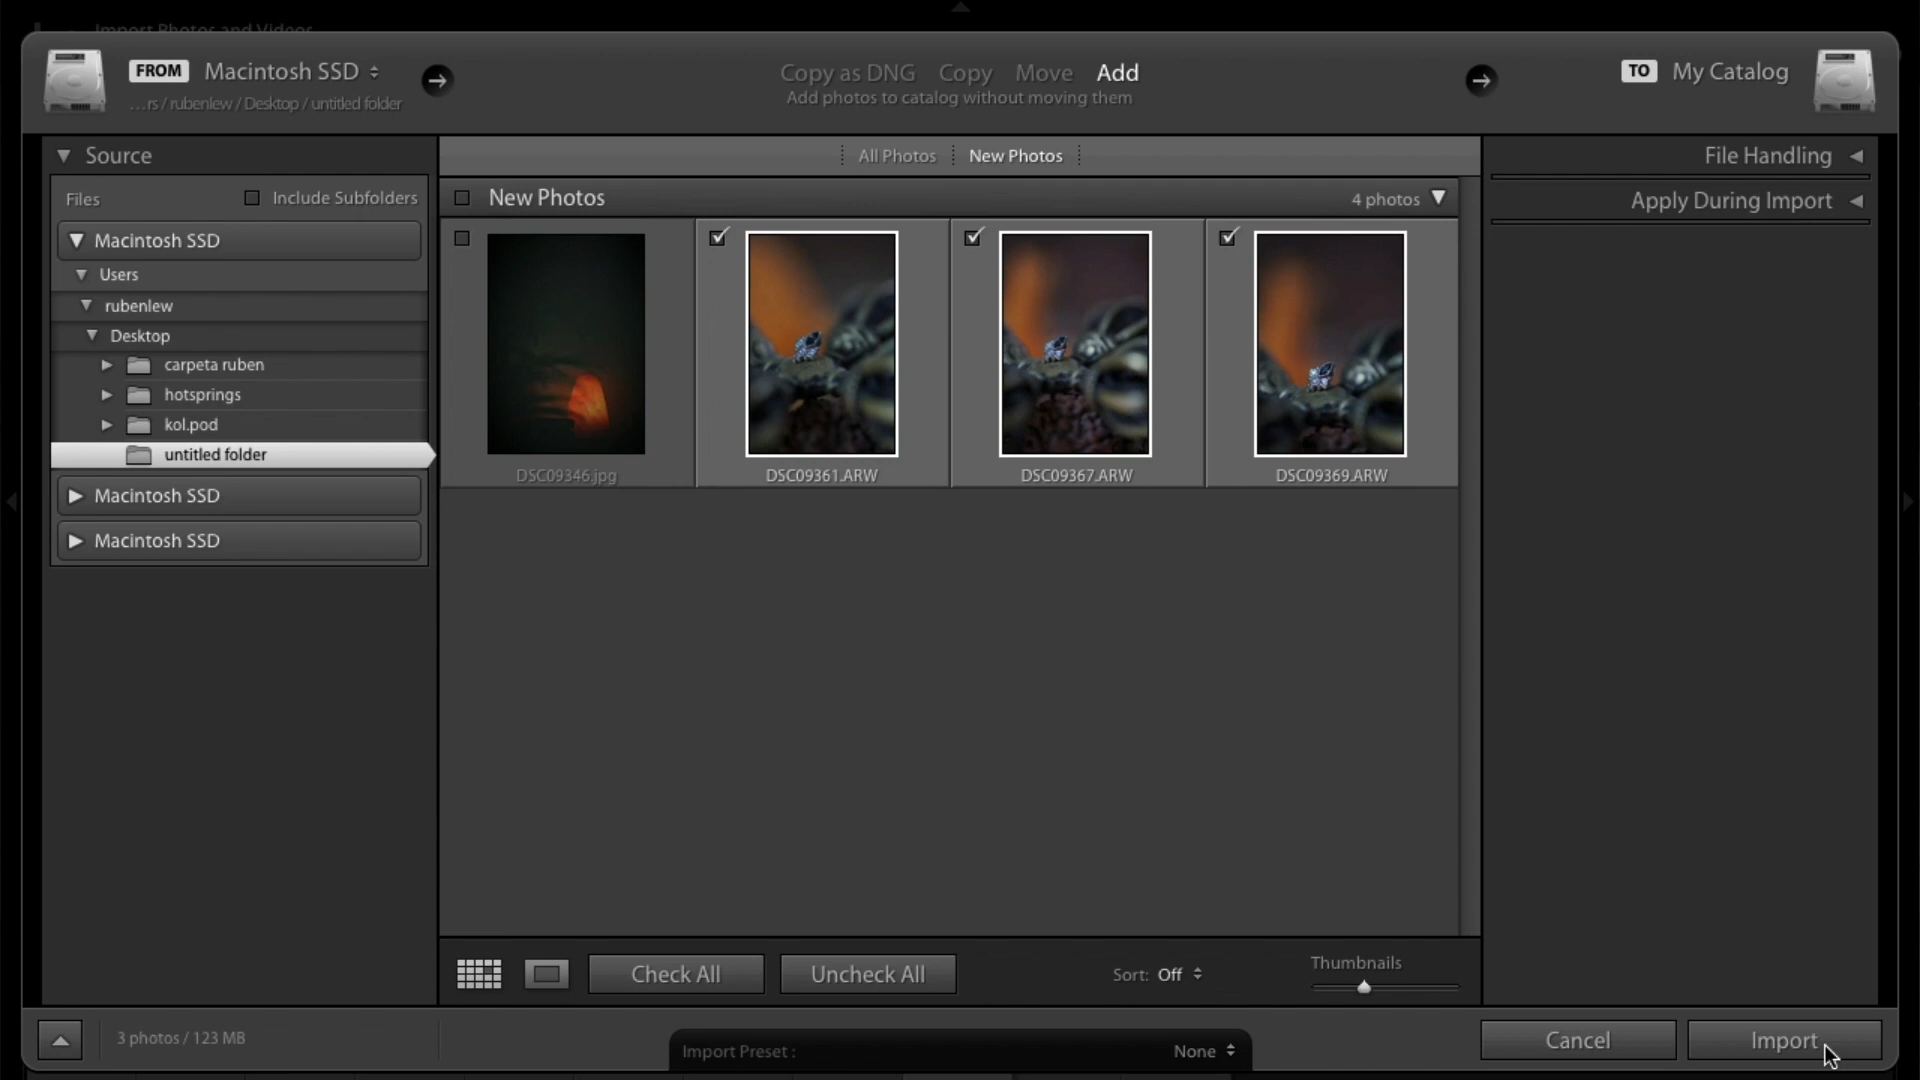 Import Photos and Videos
FROM Macintosh SSD
...rs / rubenlew / Desktop / untitled folder
Copy as DNG Copy Move Add
Add photos to catalog without moving them
TO My Catalog
Source
Files Include Subfolders
Macintosh SSD
Users
rubenlew
Desktop
carpeta ruben
hotsprings
kol.pod
untitled folder
Macintosh SSD
Macintosh SSD
All Photos New Photos
New Photos 4 photos
DSC09346.jpg DSC09361.ARW DSC09367.ARW DSC09369.ARW
File Handling
Apply During Import
Check All Uncheck All Sort: Off Thumbnails
3 photos / 123 MB
Import Preset : None
Cancel Import